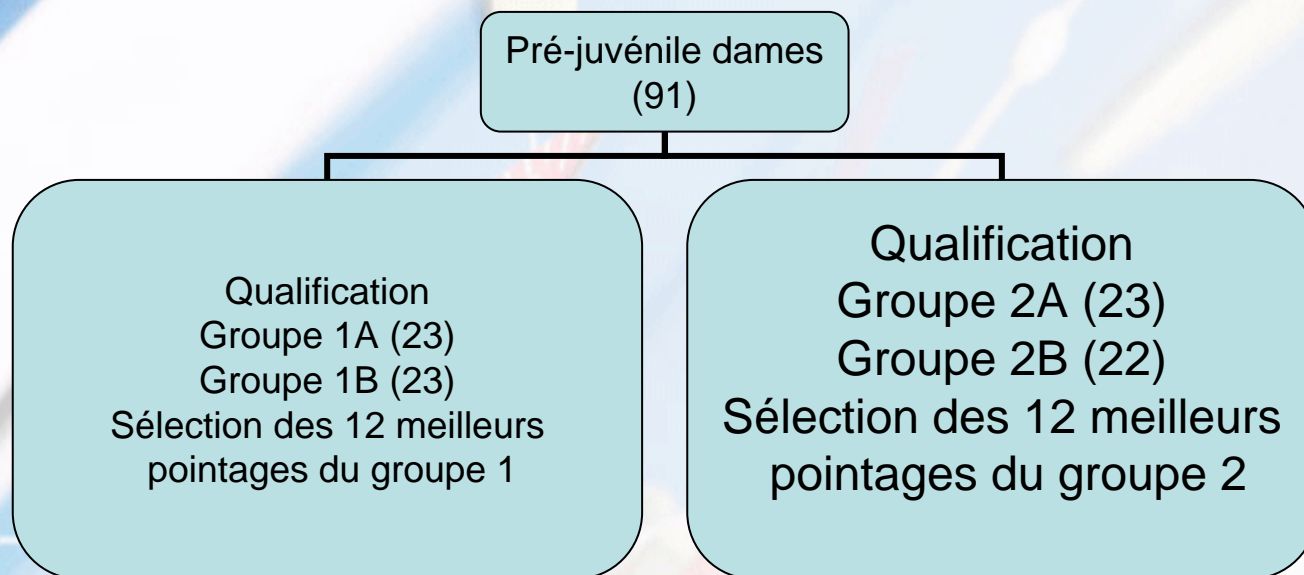 Pré-juvénile dames
(91)
Qualification
Groupe 1A (23)
Groupe 1B (23)
Sélection des 12 meilleurs
pointages du groupe 1
Qualification
Groupe 2A (23)
Groupe 2B (22)
Sélection des 12 meilleurs
pointages du groupe 2